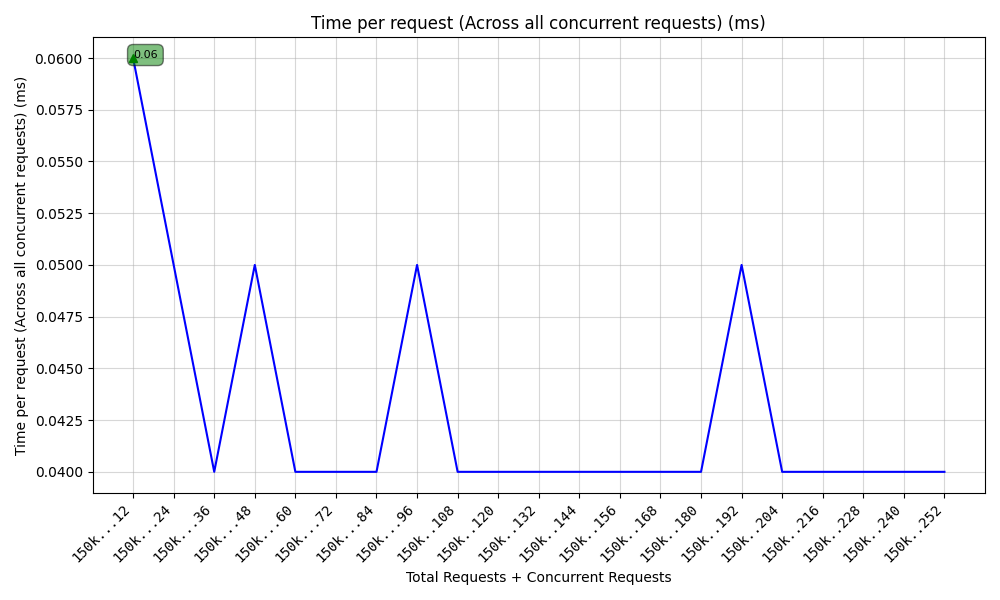 Time per request (Across all concurrent requests) (ms)
0.06
Time per request (Across all concurrent requests) (ms)
0.0600
0.0575
0.0550
0.0525
0.0500
0.0475
0.0450
0.0425
0.0400
150k...12
150k...24
150k...36
150k...48
150k...60
150k...72
150k...84
150k...96
150k..108
150k..120
150k..132
150k..144
150k..156
150k..168
150k..180
150k..192
150k..204
150k..216
150k..228
150k..240
150k..252
Total Requests + Concurrent Requests